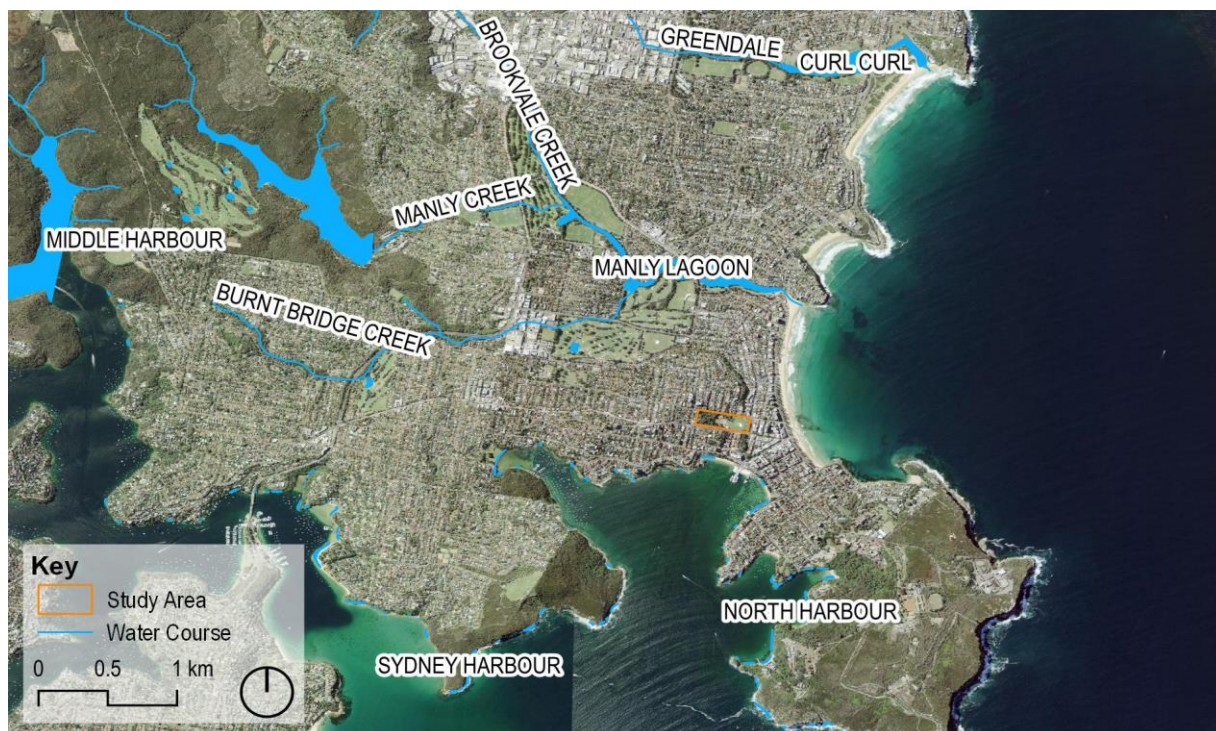 BROOKVALE CREEK
GREENDALE
CURL CURL
MANLY CREEK
MIDDLE HARBOUR
MANLY LAGOON
BURNT BRIDGE CREEK
NORTH HARBOUR
SYDNEY HARBOUR
Key
Study Area
Water Course
0 0.5 1 km